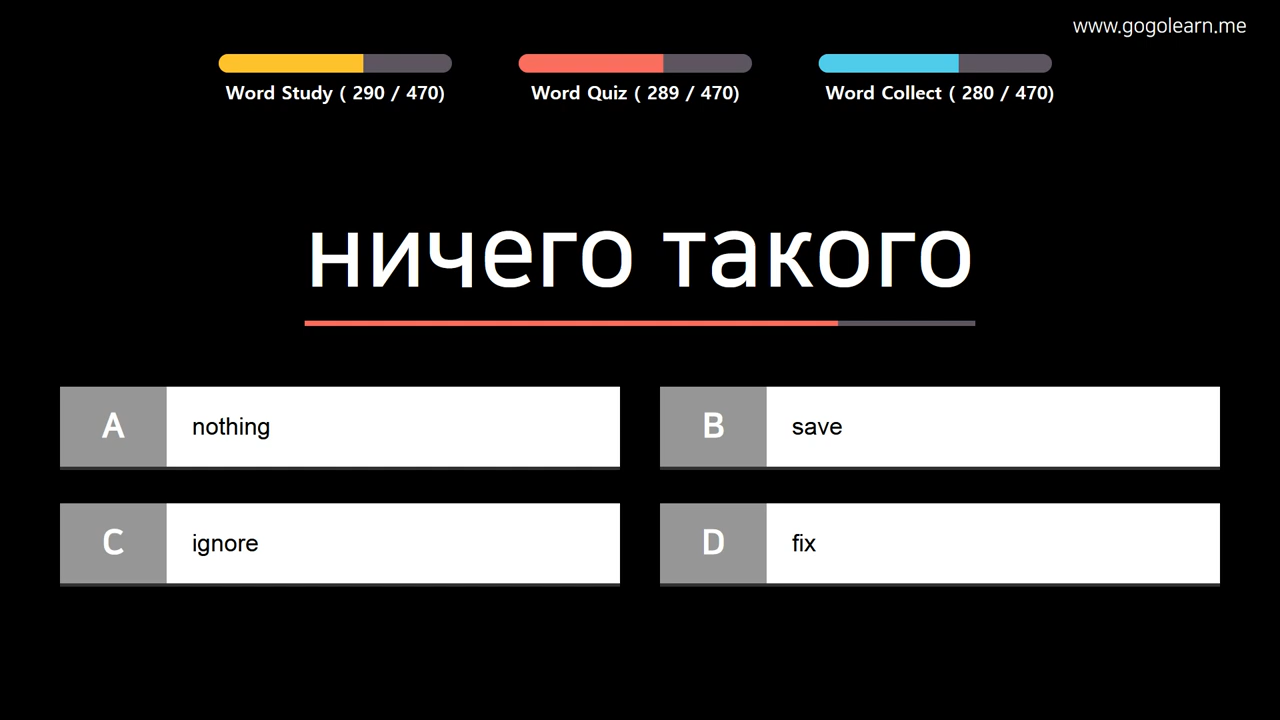 www.gogolearn.me
Word Study ( 290 / 470)
Word Quiz ( 289 / 470)
Word Collect ( 280 / 470)
ничего такого
A nothing
B save
C ignore
D fix